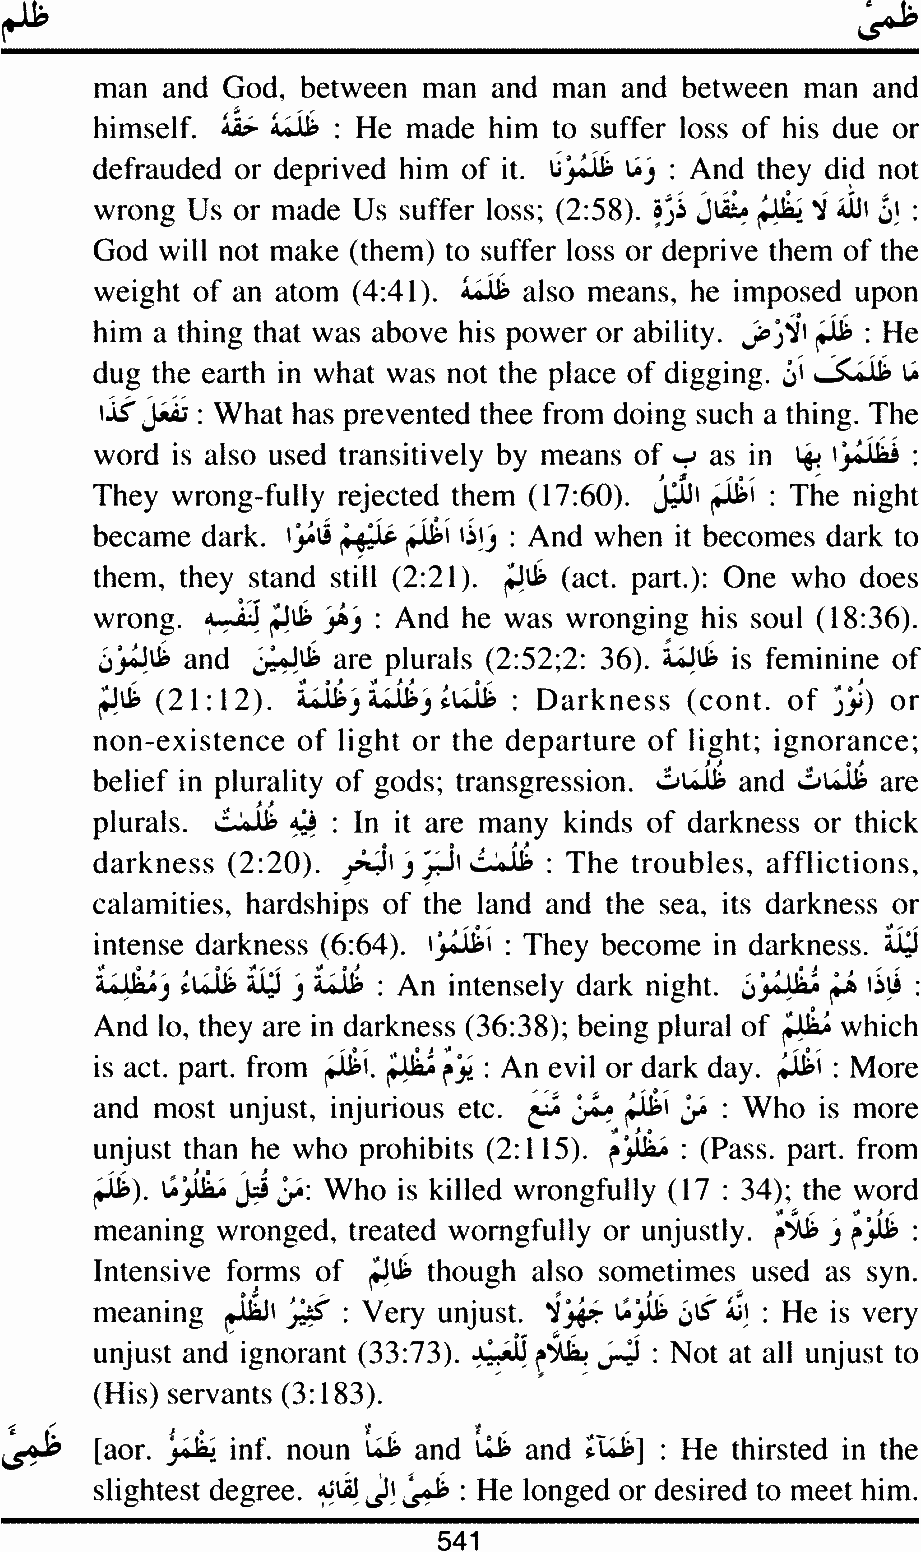 ظلم ظمئ
man and God, between man and man and between man and
himself. ظَلَمَهٗ حَقَّهٗ : He made him to suffer loss of his due or
defrauded or deprived him of it. وَمَا ظَلَمُوْنَا : And they did not
wrong Us or made Us suffer loss; (2:58). اِنَّ اللّٰهَ لَا يَظْلِمُ مِثْقَالَ ذَرَّةٍ :
God will not make (them) to suffer loss or deprive them of the
weight of an atom (4:41). ظَلَمَهٗ also means, he imposed upon
him a thing that was above his power or ability. ظَلَمَ الْاَرْضَ : He
dug the earth in what was not the place of digging. مَا ظَلَمَكَ اَنْ
تَفْعَلَ كَذَا : What has prevented thee from doing such a thing. The
word is also used transitively by means of ب as in فَظَلَمُوْا بِهَا :
They wrong-fully rejected them (17:60). اَظْلَمَ اللَّيْلُ : The night
became dark. وَاِذَا اَظْلَمَ عَلَيْهِمْ قَامُوْا : And when it becomes dark to
them, they stand still (2:21). ظَالِمٌ (act. part.): One who does
wrong. وَهُوَ ظَالِمٌ لِّنَفْسِهٖ : And he was wronging his soul (18:36).
ظَالِمُوْنَ and ظَالِمِيْنَ are plurals (2:52;2: 36). ظَالِمَةٌ is feminine of
ظَالِمٌ (21:12). ظَلْمَاءُ وَظُلُمَةٌ وَظُلْمَةٌ : Darkness (cont. of نُوْرٌ) or
non-existence of light or the departure of light; ignorance;
belief in plurality of gods; transgression. ظُلُمَاتٌ and ظُلْمَاتٌ are
plurals. فِيْهِ ظُلُمٰتٌ : In it are many kinds of darkness or thick
darkness (2:20). ظُلُمٰتُ الْبَرِّ وَ الْبَحْرِ : The troubles, afflictions,
calamities, hardships of the land and the sea, its darkness or
intense darkness (6:64). اَظْلَمُوْا : They become in darkness. لَيْلَةٌ
ظُلْمَةٌ وَ لَيْلَةٌ ظَلْمَاءُ وَمُظْلِمَةٌ : An intensely dark night. فَاِذَا هُمْ مُظْلِمُوْنَ :
And lo, they are in darkness (36:38); being plural of مُظْلِمٌ which
is act. part. from اَظْلَمَ. يَوْمٌ مُظْلِمٌ : An evil or dark day. اَظْلَمُ : More
and most unjust, injurious etc. مَنْ اَظْلَمُ مِمَّنْ مَّنَعَ : Who is more
unjust than he who prohibits (2:115). مَظْلُوْمٌ : (Pass. part. from
ظَلَمَ). مَنْ قُتِلَ مَظْلُوْمًا: Who is killed wrongfully (17 : 34); the word
meaning wronged, treated worngfully or unjustly. ظَلُوْمٌ وَ ظَلَّامٌ :
Intensive forms of ظَالِمٌ though also sometimes used as syn.
meaning كَثِيْرُ الظُّلْمِ : Very unjust. اِنَّهٗ كَانَ ظَلُوْمًا جَهُوْلًا : He is very
unjust and ignorant (33:73). لَيْسَ بِظَلَّامٍ لِّلْعَبِيْدِ : Not at all unjust to
(His) servants (3:183).
ظَمِئَ [aor. يَظْمَؤُ inf. noun ظَمَأٌ and ظَمْأٌ and ظَمَآءٌ] : He thirsted in the
slightest degree. ظَمِئَ اِلٰى لِقَائِهٖ : He longed or desired to meet him.
541